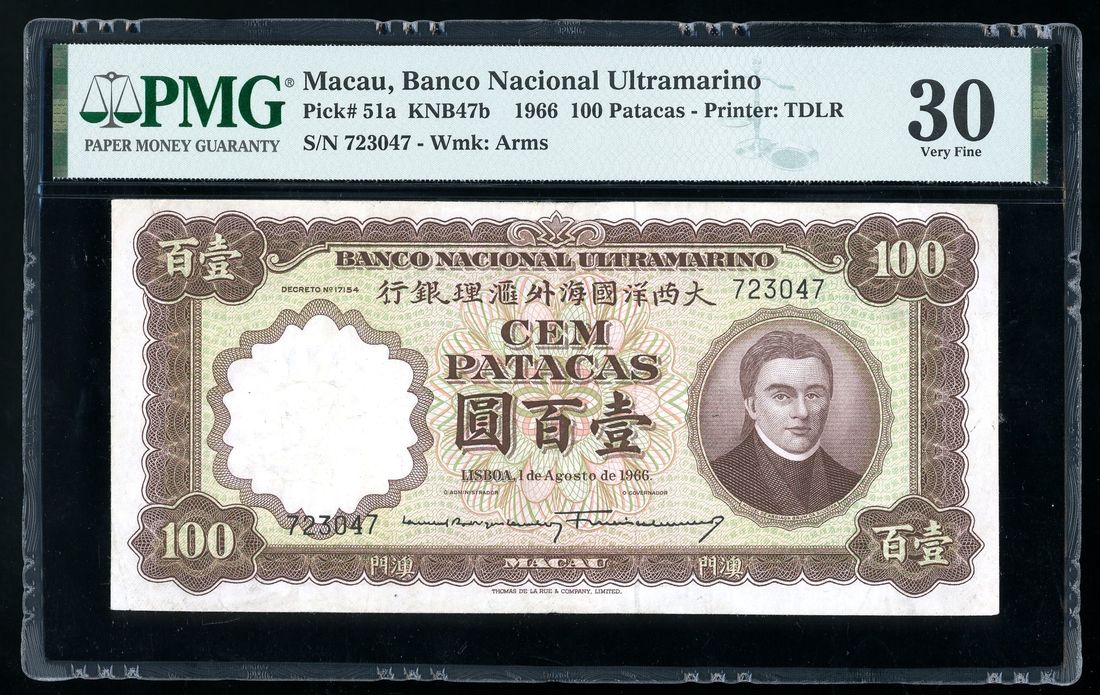 PMG®
PAPER MONEY GUARANTY
Macau, Banco Nacional Ultramarino
Pick# 51a KNB47b 1966 100 Patacas - Printer: TDLR
S/N 723047 - Wmk: Arms
30
Very Fine
百壹
BANCO NACIONAL ULTRAMARINO
100
DECRETO Nº 17154
行銀理滙外海國洋西大
723047
CEM
PATACAS
圓百壹
LISBOA, 1 de Agosto de 1966.
O ADMINISTRADOR
O GOVERNADOR
723047
100
門澳
MACAU
門澳
百壹
THOMAS DE LA RUE & COMPANY, LIMITED.